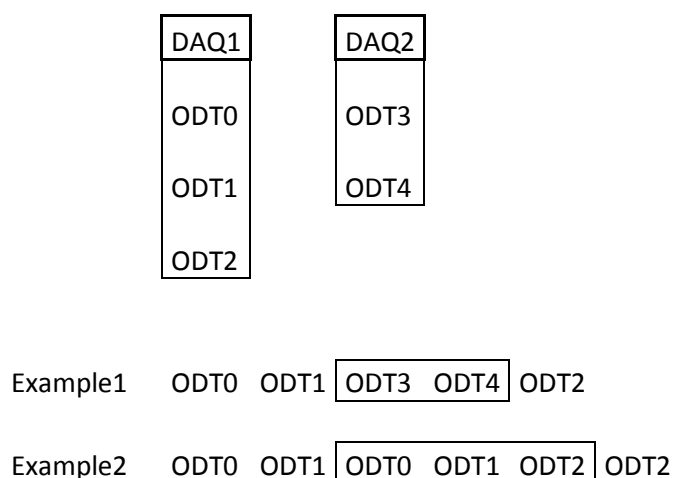 DAQ1 DAQ2
ODT0 ODT3
ODT1 ODT4
ODT2
Example1 ODT0 ODT1 ODT3 ODT4 ODT2
Example2 ODT0 ODT1 ODT0 ODT1 ODT2 ODT2